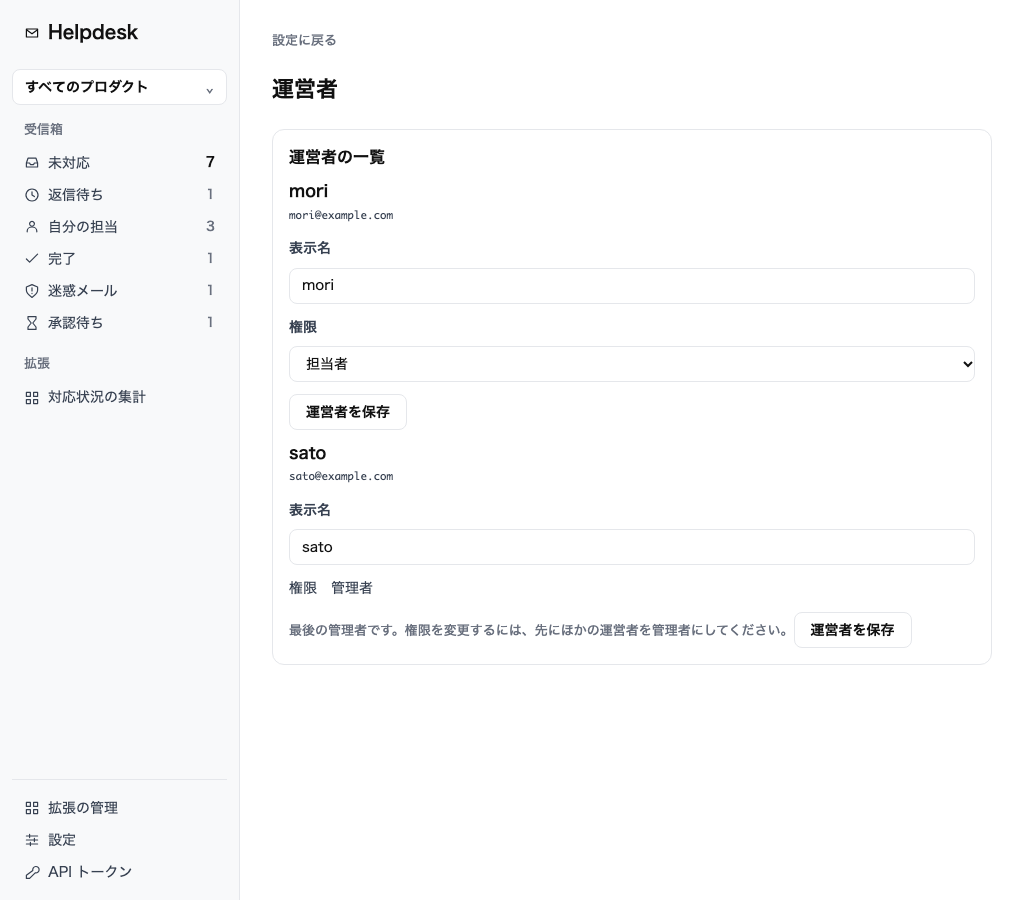 Helpdesk
すべてのプロダクト
受信箱
未対応 7
返信待ち 1
自分の担当 3
完了 1
迷惑メール 1
承認待ち 1
拡張
対応状況の集計
拡張の管理
設定
API トークン
設定に戻る
運営者
運営者の一覧
mori
mori@example.com
表示名
mori
権限
担当者
運営者を保存
sato
sato@example.com
表示名
sato
権限 管理者
最後の管理者です。権限を変更するには、先にほかの運営者を管理者にしてください。 運営者を保存